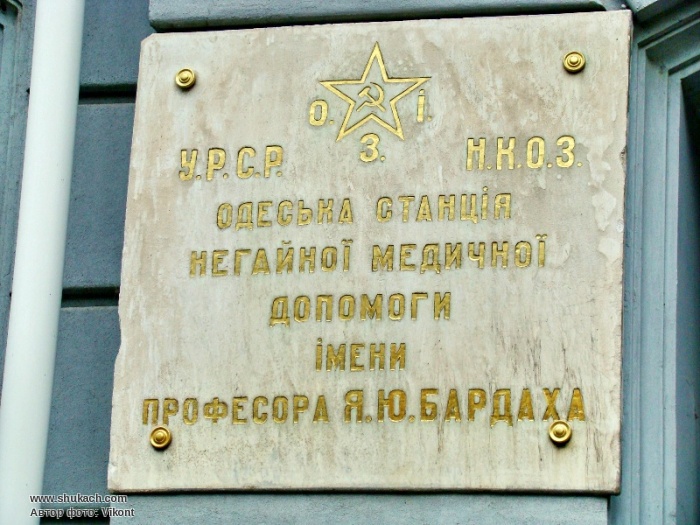 О. І.
З.
У.Р.С.Р. Н.К.О.З.
ОДЕСЬКА СТАНЦІЯ
НЕГАЙНОЇ МЕДИЧНОЇ
ДОПОМОГИ
ІМЕНИ
ПРОФЕСОРА Я.Ю.БАРДАХА
www.shukach.com
Автор фото: Vikont